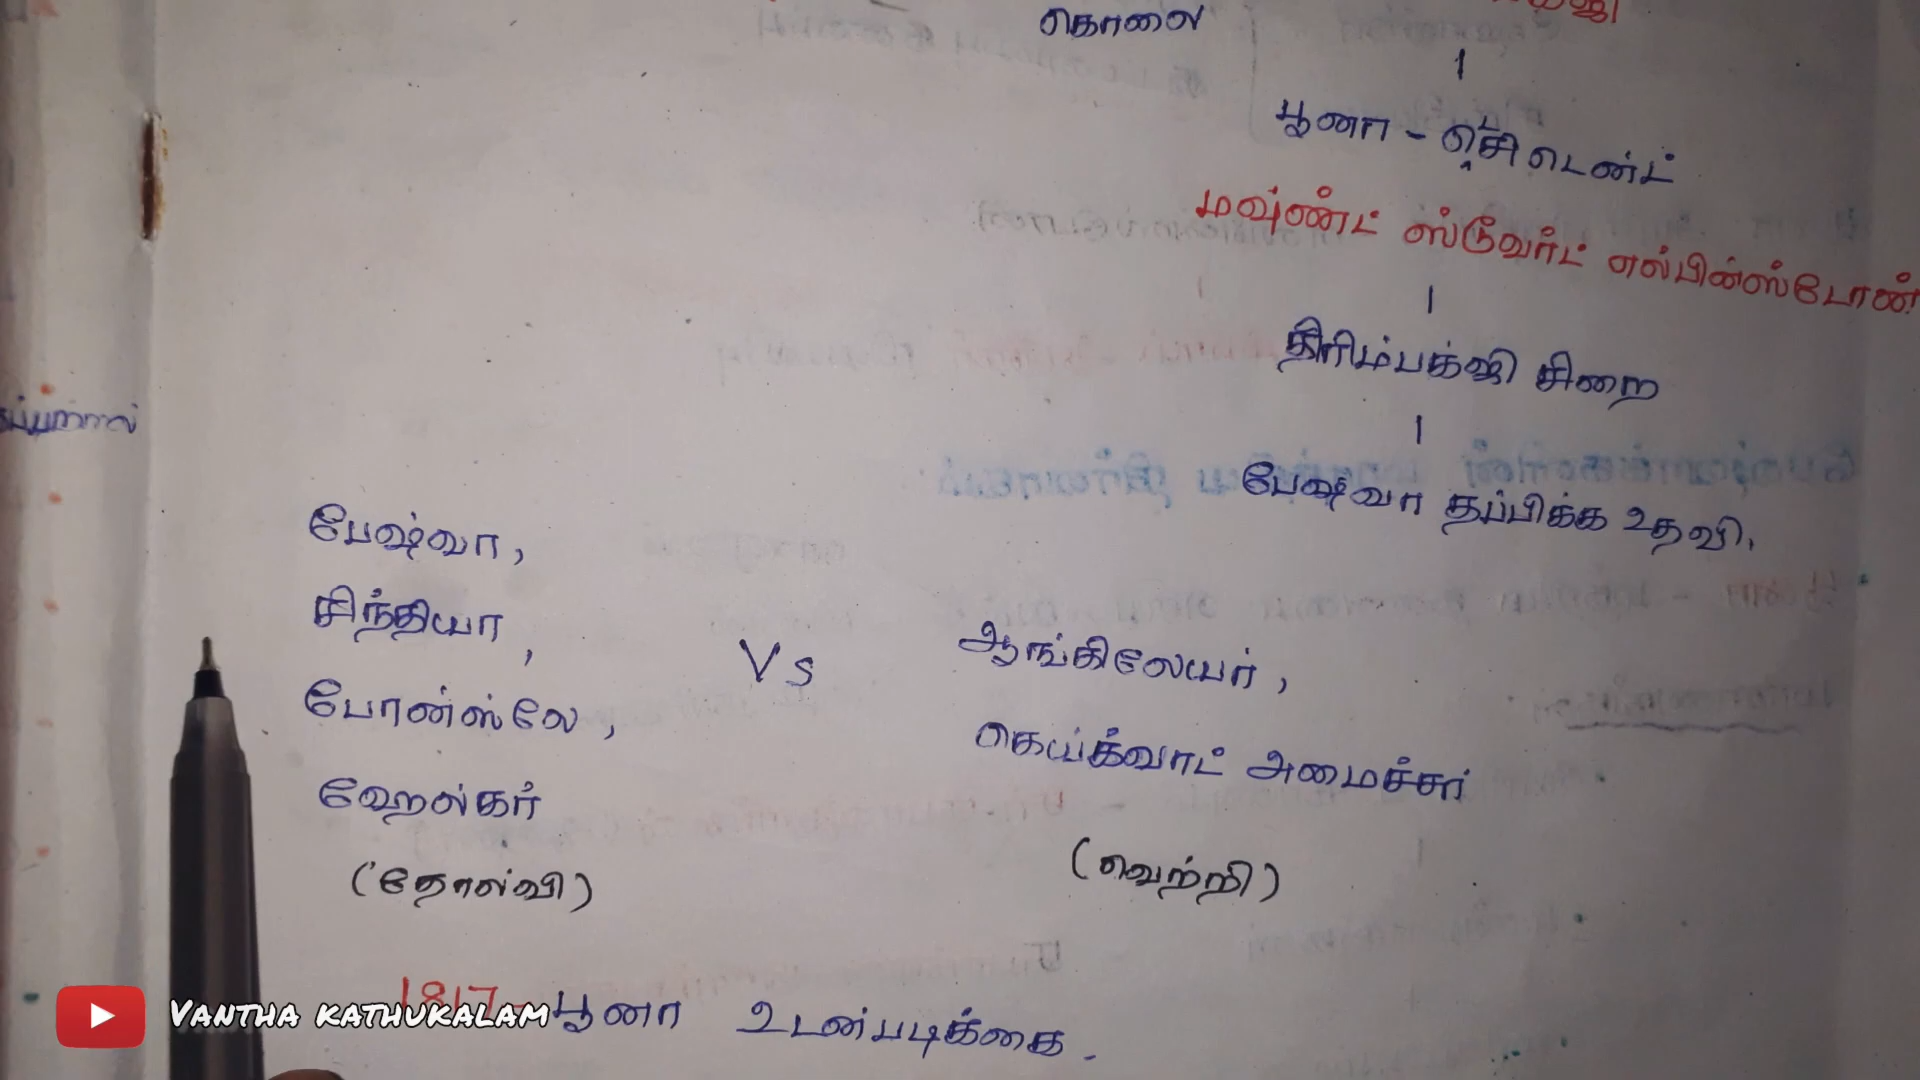 கொலை
பூனா - ரெசிடெண்ட்
மவுண்ட் ஸ்டூவர்ட் எல்பின்ஸ்டோன்
திரிம்பக்ஜி சிறை
பேஷ்வா தப்பிக்க உதவி.
பேஷ்வா,
சிந்தியா,
போன்ஸ்லே,
ஹோல்கர்
(தோல்வி)
Vs
ஆங்கிலேயர்,
கெய்க்வாட் அமைச்சர்
(வெற்றி)
1817 - பூனா உடன்படிக்கை.
VANTHA KATHUKALAM